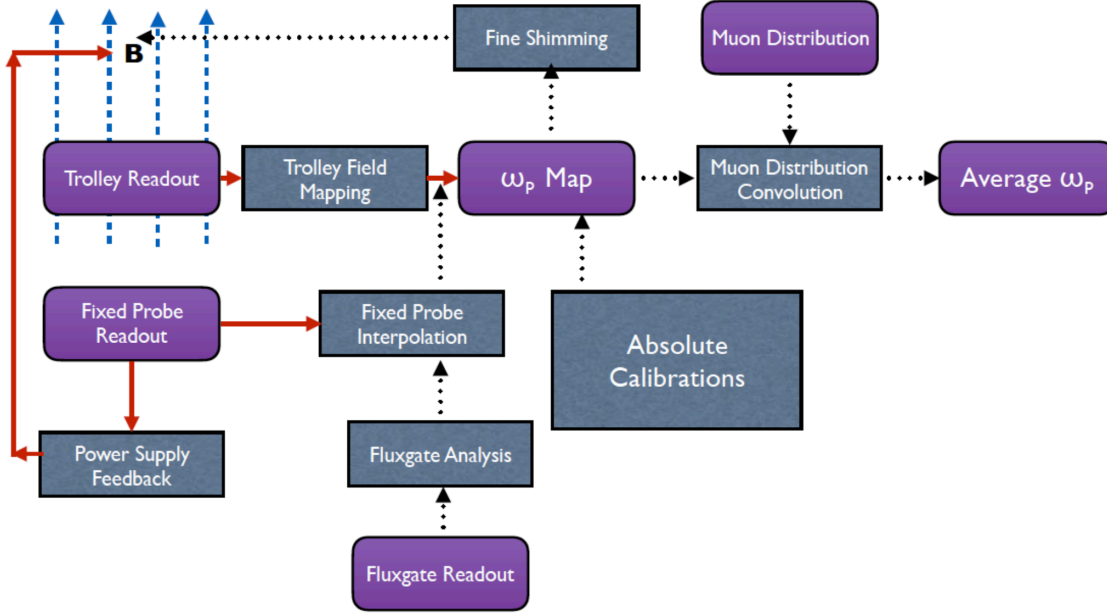 B
Fine Shimming
Muon Distribution
Trolley Readout
Trolley Field
Mapping
ωp Map
Muon Distribution
Convolution
Average ωp
Fixed Probe
Readout
Fixed Probe
Interpolation
Absolute
Calibrations
Power Supply
Feedback
Fluxgate Analysis
Fluxgate Readout